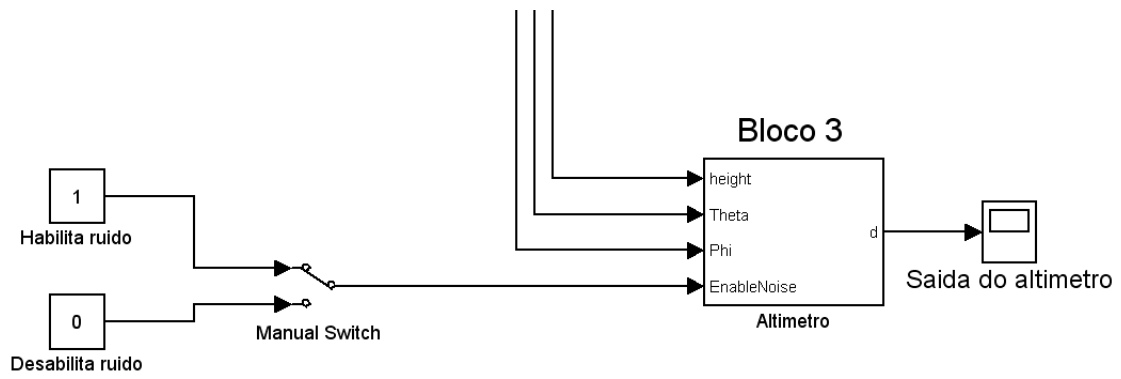 Bloco 3
1
Habilita ruido
height
Theta
Phi
EnableNoise
d
Altimetro
Saida do altimetro
0
Desabilita ruido
Manual Switch